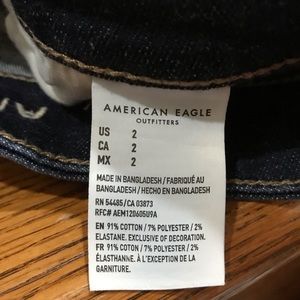 AMERICAN EAGLE
OUTFITTERS
US 2
CA 2
MX 2
MADE IN BANGLADESH / FABRIQUÉ AU
BANGLADESH / HECHO EN BANGLADESH
RN 54485/CA 03873
RFC# AEM120605U9A
EN 91% COTTON / 7% POLYESTER / 2%
ELASTANE. EXCLUSIVE OF DECORATION.
FR 91% COTON / 7% POLYESTER / 2%
ÉLASTHANNE. À L'EXCEPTION DE LA
GARNITURE.